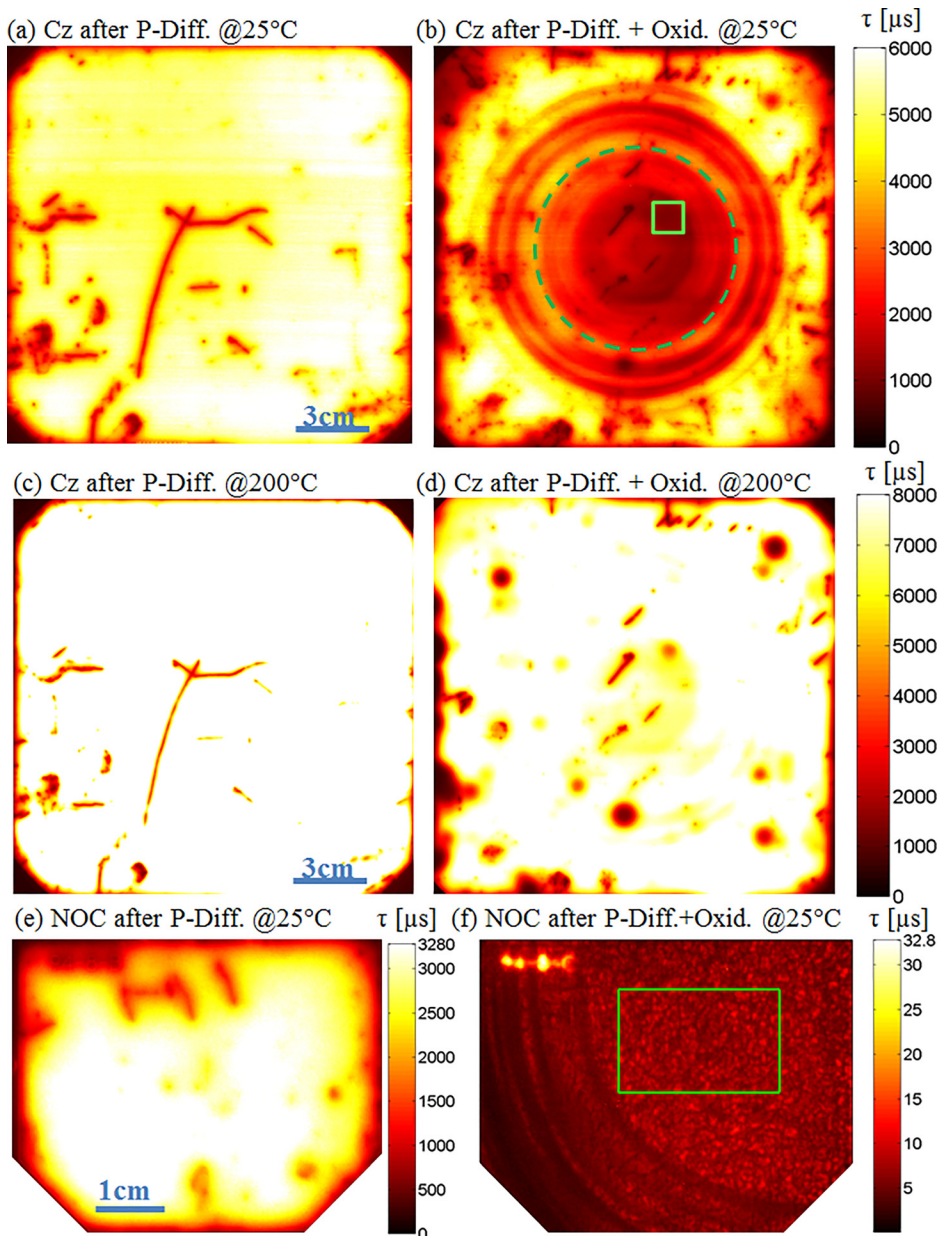 (a) Cz after P-Diff. @25°C
(b) Cz after P-Diff. + Oxid. @25°C
τ [µs]
6000
5000
4000
3000
2000
1000
0
3cm
(c) Cz after P-Diff. @200°C
(d) Cz after P-Diff. + Oxid. @200°C
τ [µs]
8000
7000
6000
5000
4000
3000
2000
1000
0
3cm
(e) NOC after P-Diff. @25°C
τ [µs]
3280
3000
2500
2000
1500
1000
500
0
1cm
(f) NOC after P-Diff.+Oxid. @25°C
τ [µs]
32.8
30
25
20
15
10
5